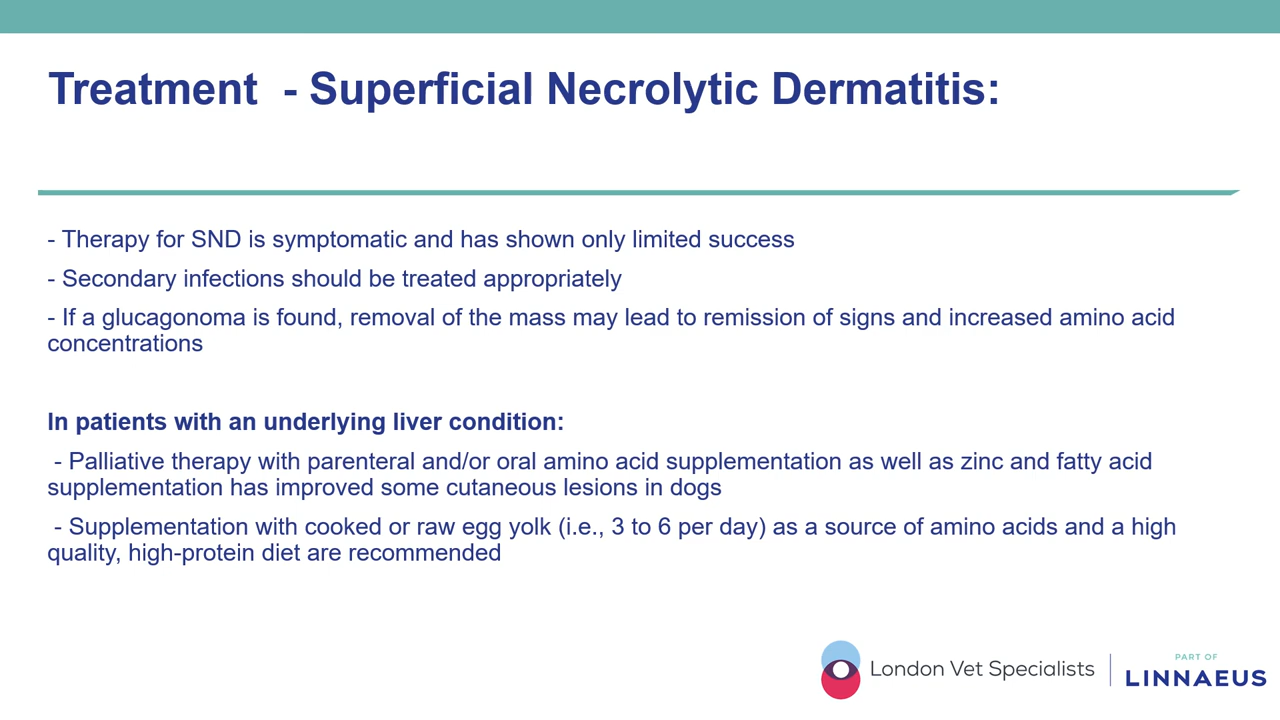 Treatment  - Superficial Necrolytic Dermatitis:
- Therapy for SND is symptomatic and has shown only limited success
- Secondary infections should be treated appropriately
- If a glucagonoma is found, removal of the mass may lead to remission of signs and increased amino acid
concentrations
In patients with an underlying liver condition:
- Palliative therapy with parenteral and/or oral amino acid supplementation as well as zinc and fatty acid
supplementation has improved some cutaneous lesions in dogs
- Supplementation with cooked or raw egg yolk (i.e., 3 to 6 per day) as a source of amino acids and a high
quality, high-protein diet are recommended
London Vet Specialists
PART OF
LINNAEUS